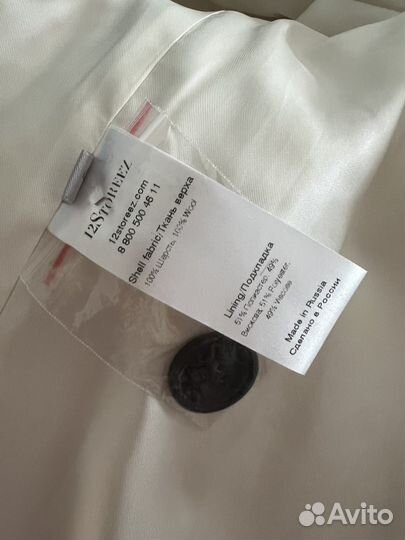 12STOREEZ
12storeez.com
8 800 500 46 11
Shell fabric/Ткань верха
100% Шерсть, 100% Wool
Lining/Подкладка
51% Полиэстер, 49%
Вискоза, 51% Polyester,
49% Viscose
Made in Russia
Сделано в России
Avito